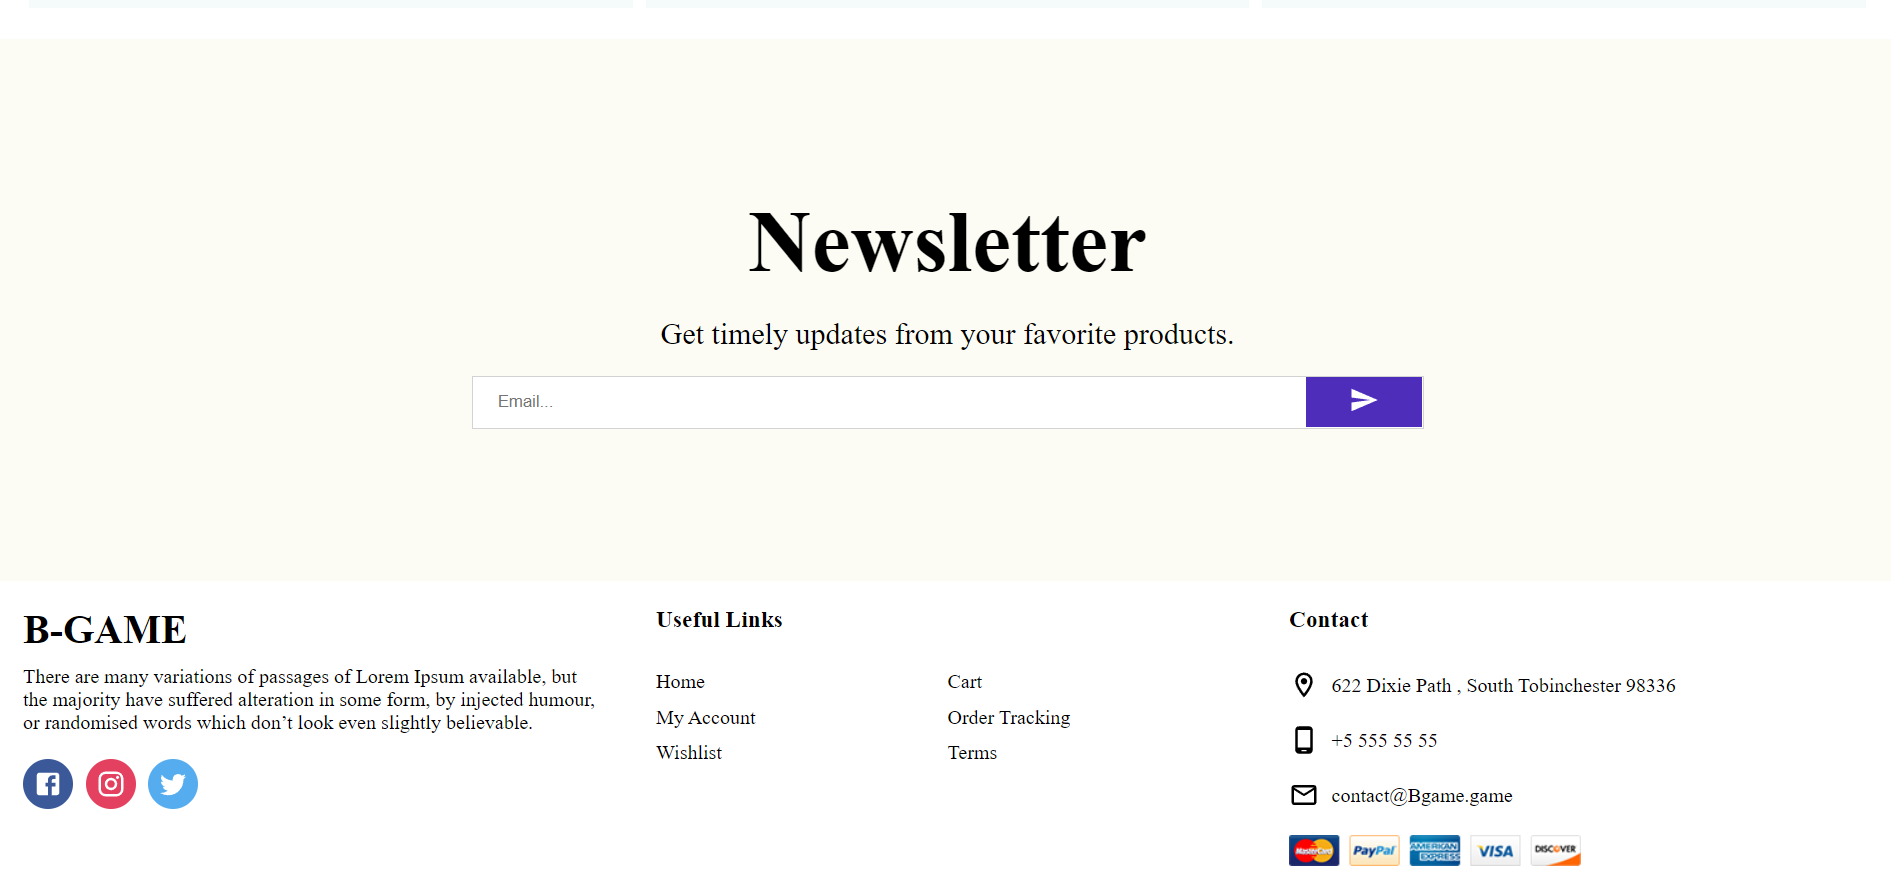 Newsletter
Get timely updates from your favorite products.
Email...
B-GAME
There are many variations of passages of Lorem Ipsum available, but
the majority have suffered alteration in some form, by injected humour,
or randomised words which don’t look even slightly believable.
Useful Links
Home
My Account
Wishlist
Cart
Order Tracking
Terms
Contact
622 Dixie Path , South Tobinchester 98336
+5 555 55 55
contact@Bgame.game
MasterCard
PayPal
AMERICAN
EXPRESS
VISA
DISCOVER